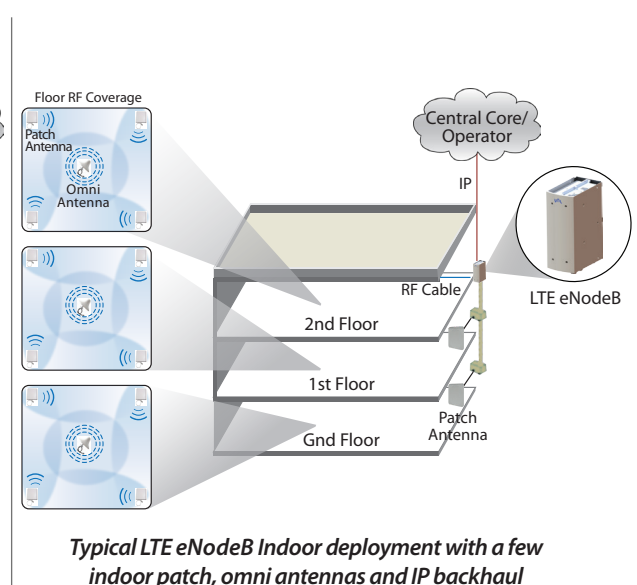 Floor RF Coverage
Patch
Antenna
Omni
Antenna
Central Core/
Operator
IP
LTE eNodeB
RF Cable
2nd Floor
1st Floor
Patch
Antenna
Gnd Floor
Typical LTE eNodeB Indoor deployment with a few
indoor patch, omni antennas and IP backhaul